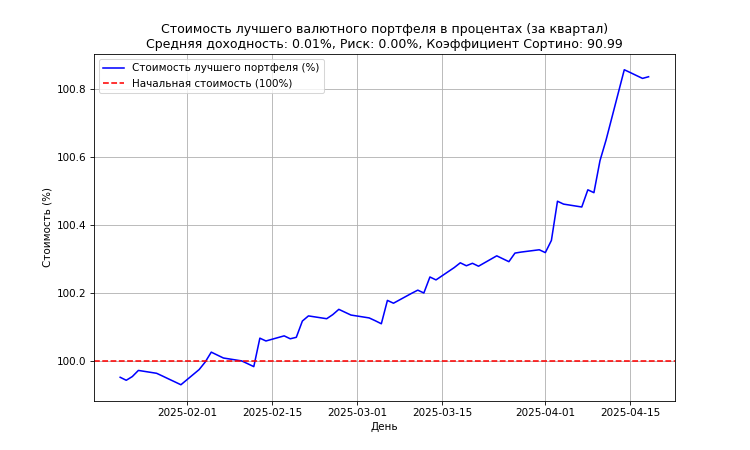 Стоимость лучшего валютного портфеля в процентах (за квартал)
Средняя доходность: 0.01%, Риск: 0.00%, Коэффициент Сортино: 90.99
Стоимость лучшего портфеля (%)
Начальная стоимость (100%)
Стоимость (%)
100.8
100.6
100.4
100.2
100.0
2025-02-01
2025-02-15
2025-03-01
2025-03-15
2025-04-01
2025-04-15
День